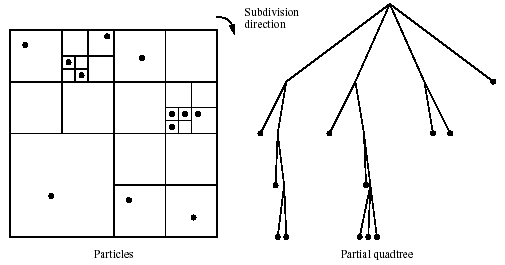 Subdivision
direction
Particles
Partial quadtree